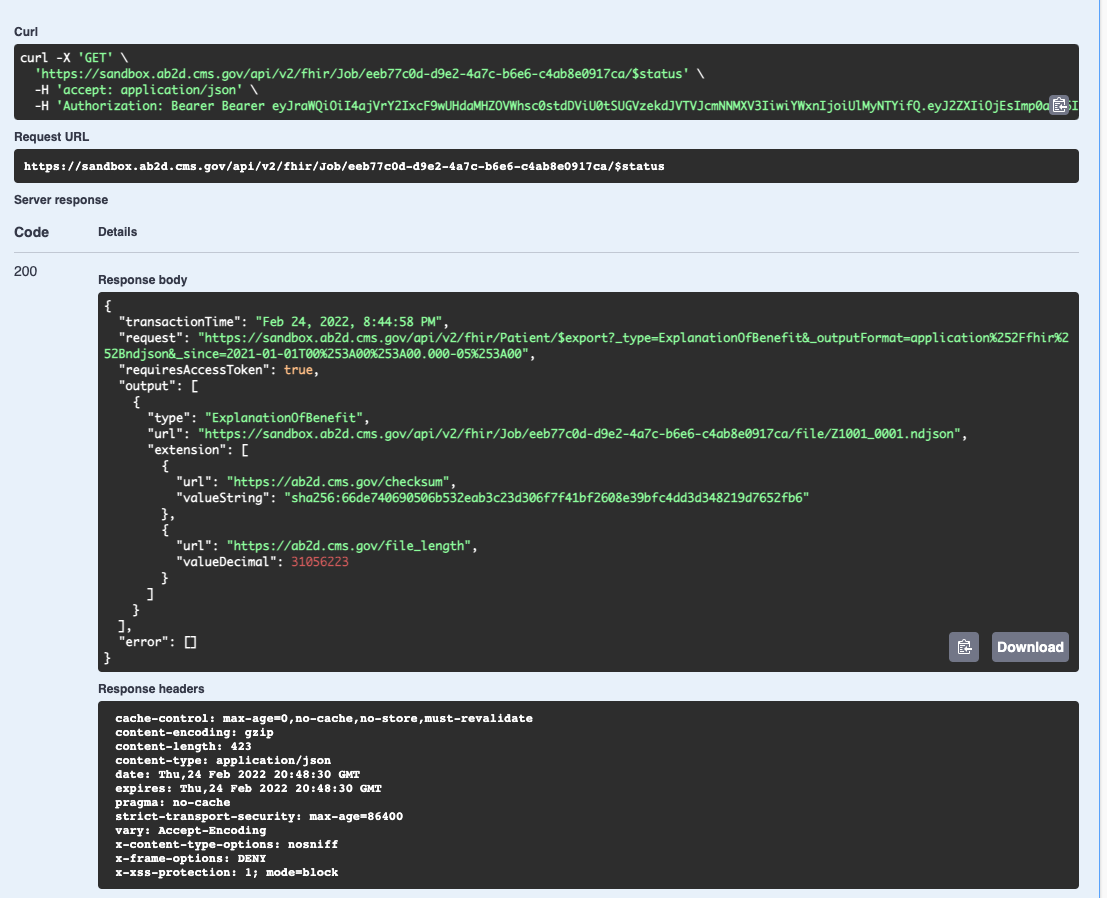 Curl
curl -X 'GET' \
'https://sandbox.ab2d.cms.gov/api/v2/fhir/Job/eeb77c0d-d9e2-4a7c-b6e6-c4ab8e0917ca/$status' \
-H 'accept: application/json' \
-H 'Authorization: Bearer Bearer
Request URL
https://sandbox.ab2d.cms.gov/api/v2/fhir/Job/eeb77c0d-d9e2-4a7c-b6e6-c4ab8e0917ca/$status
Server response
Code Details
200
Response body
{
"transactionTime": "Feb 24, 2022, 8:44:58 PM",
"request": "https://sandbox.ab2d.cms.gov/api/v2/fhir/Patient/$export?_type=ExplanationOfBenefit&_outputFormat=application%252Ffhir%2
52Bndjson&_since=2021-01-01T00%253A00%253A00.000-05%253A00",
"requiresAccessToken": true,
"output": [
{
"type": "ExplanationOfBenefit",
"url": "https://sandbox.ab2d.cms.gov/api/v2/fhir/Job/eeb77c0d-d9e2-4a7c-b6e6-c4ab8e0917ca/file/Z1001_0001.ndjson",
"extension": [
{
"url": "https://ab2d.cms.gov/checksum",
"valueString": "sha256:66de740690506b532eab3c23d306f7f41bf2608e39bfc4dd3d348219d7652fb6"
},
{
"url": "https://ab2d.cms.gov/file_length",
"valueDecimal": 31056223
}
]
}
],
"error": []
}
Download
Response headers
cache-control: max-age=0,no-cache,no-store,must-revalidate
content-encoding: gzip
content-length: 423
content-type: application/json
date: Thu,24 Feb 2022 20:48:30 GMT
expires: Thu,24 Feb 2022 20:48:30 GMT
pragma: no-cache
strict-transport-security: max-age=86400
vary: Accept-Encoding
x-content-type-options: nosniff
x-frame-options: DENY
x-xss-protection: 1; mode=block